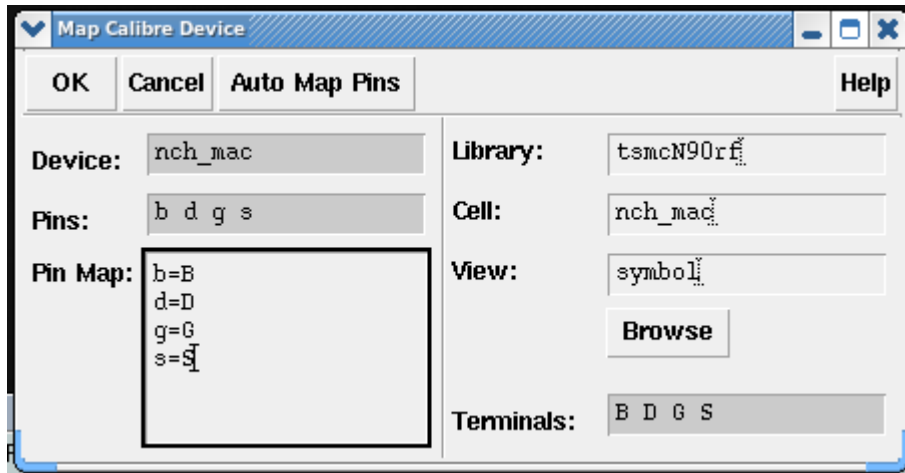 Map Calibre Device
OK Cancel Auto Map Pins Help
Device: nch_mac
Pins: b d g s
Pin Map: b=B
d=D
g=G
s=S
Library: tsmcN90rf
Cell: nch_mac
View: symbol
Browse
Terminals: B D G S